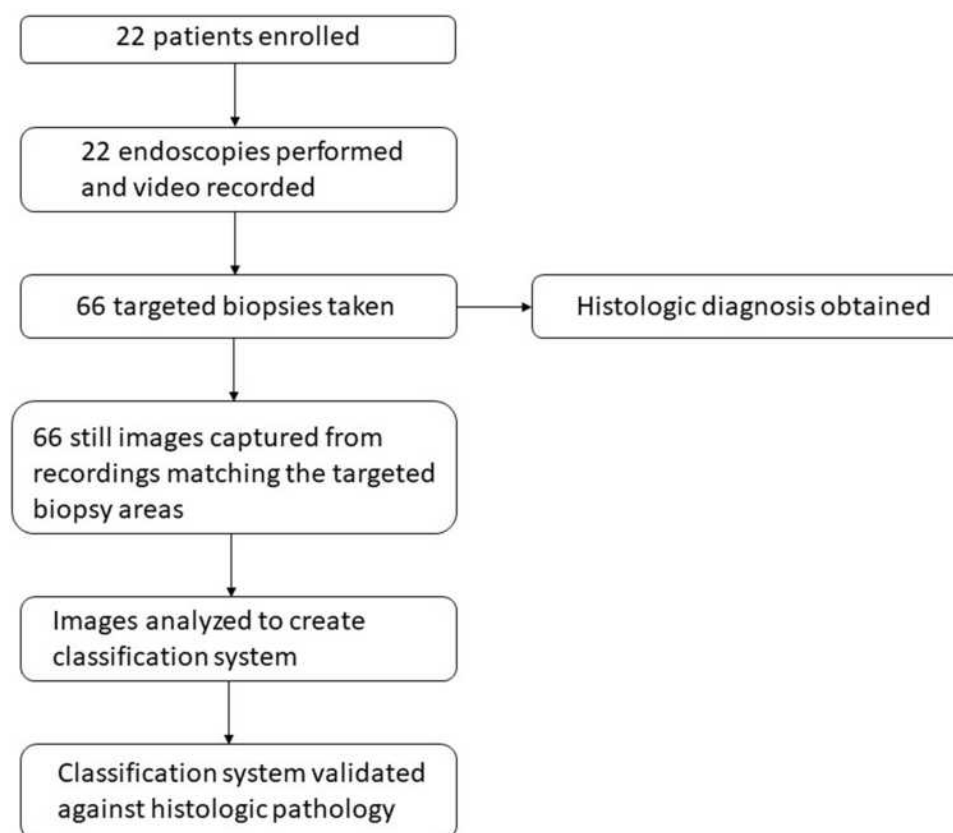 22 patients enrolled
22 endoscopies performed
and video recorded
66 targeted biopsies taken
Histologic diagnosis obtained
66 still images captured from
recordings matching the targeted
biopsy areas
Images analyzed to create
classification system
Classification system validated
against histologic pathology